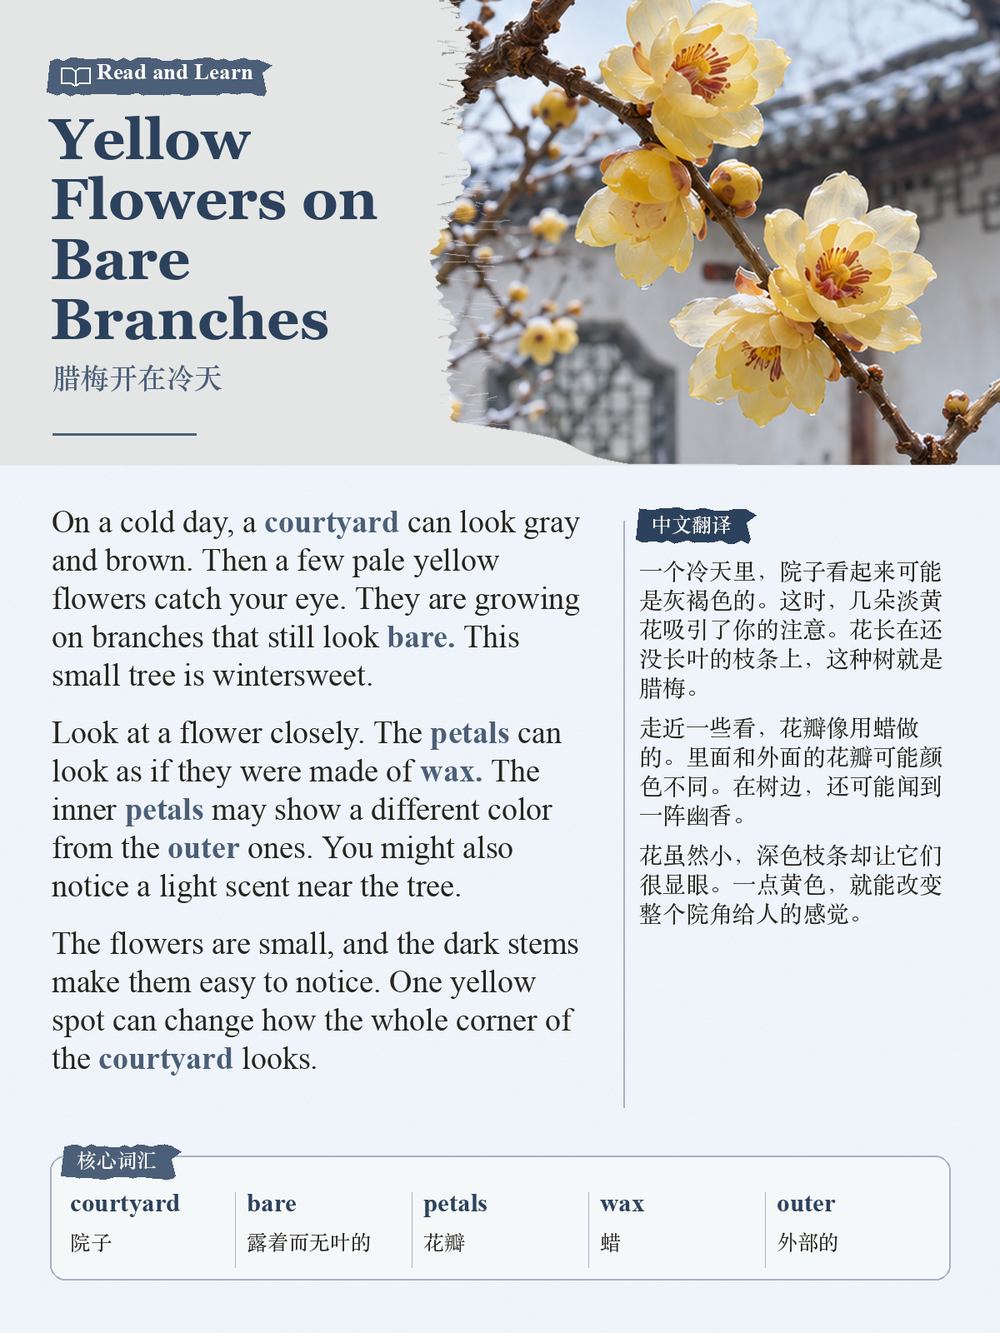 Read and Learn
Yellow
Flowers on
Bare
Branches
腊梅开在冷天
On a cold day, a courtyard can look gray
and brown. Then a few pale yellow
flowers catch your eye. They are growing
on branches that still look bare. This
small tree is wintersweet.
Look at a flower closely. The petals can
look as if they were made of wax. The
inner petals may show a different color
from the outer ones. You might also
notice a light scent near the tree.
The flowers are small, and the dark stems
make them easy to notice. One yellow
spot can change how the whole corner of
the courtyard looks.
中文翻译
一个冷天里，院子看起来可能
是灰褐色的。这时，几朵淡黄
花吸引了你的注意。花长在还
没长叶的枝条上，这种树就是
腊梅。
走近一些看，花瓣像用蜡做
的。里面和外面的花瓣可能颜
色不同。在树边，还可能闻到
一阵幽香。
花虽然小，深色枝条却让它们
很显眼。一点黄色，就能改变
整个院角给人的感觉。
核心词汇
courtyard
院子
bare
露着而无叶的
petals
花瓣
wax
蜡
outer
外部的